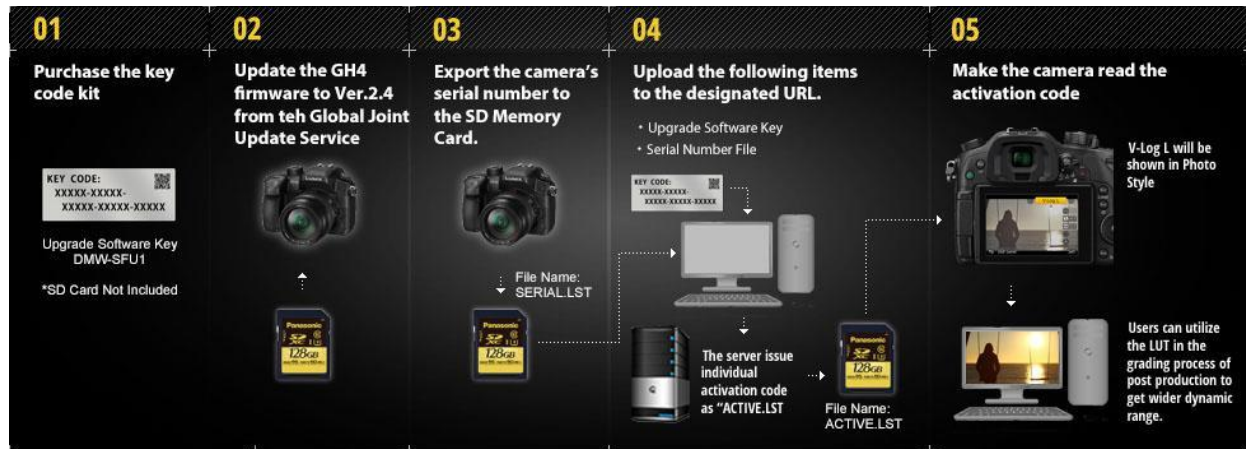 01
Purchase the key
code kit
KEY CODE:
XXXXX-XXXXX-
XXXXX-XXXXX-XXXXX
Upgrade Software Key
DMW-SFU1
*SD Card Not Included
02
Update the GH4
firmware to Ver.2.4
from teh Global Joint
Update Service
Panasonic
128GB
03
Export the camera's
serial number to
the SD Memory
Card.
File Name:
SERIAL.LST
Panasonic
128GB
04
Upload the following items
to the designated URL.
・Upgrade Software Key
・Serial Number File
KEY CODE:
XXXXX-XXXXX-
XXXXX-XXXXX-XXXXX
The server issue
individual
activation code
as "ACTIVE.LST
Panasonic
128GB
File Name:
ACTIVE.LST
05
Make the camera read the
activation code
V-Log L will be
shown in Photo
Style
Users can utilize
the LUT in the
grading process of
post production to
get wider dynamic
range.